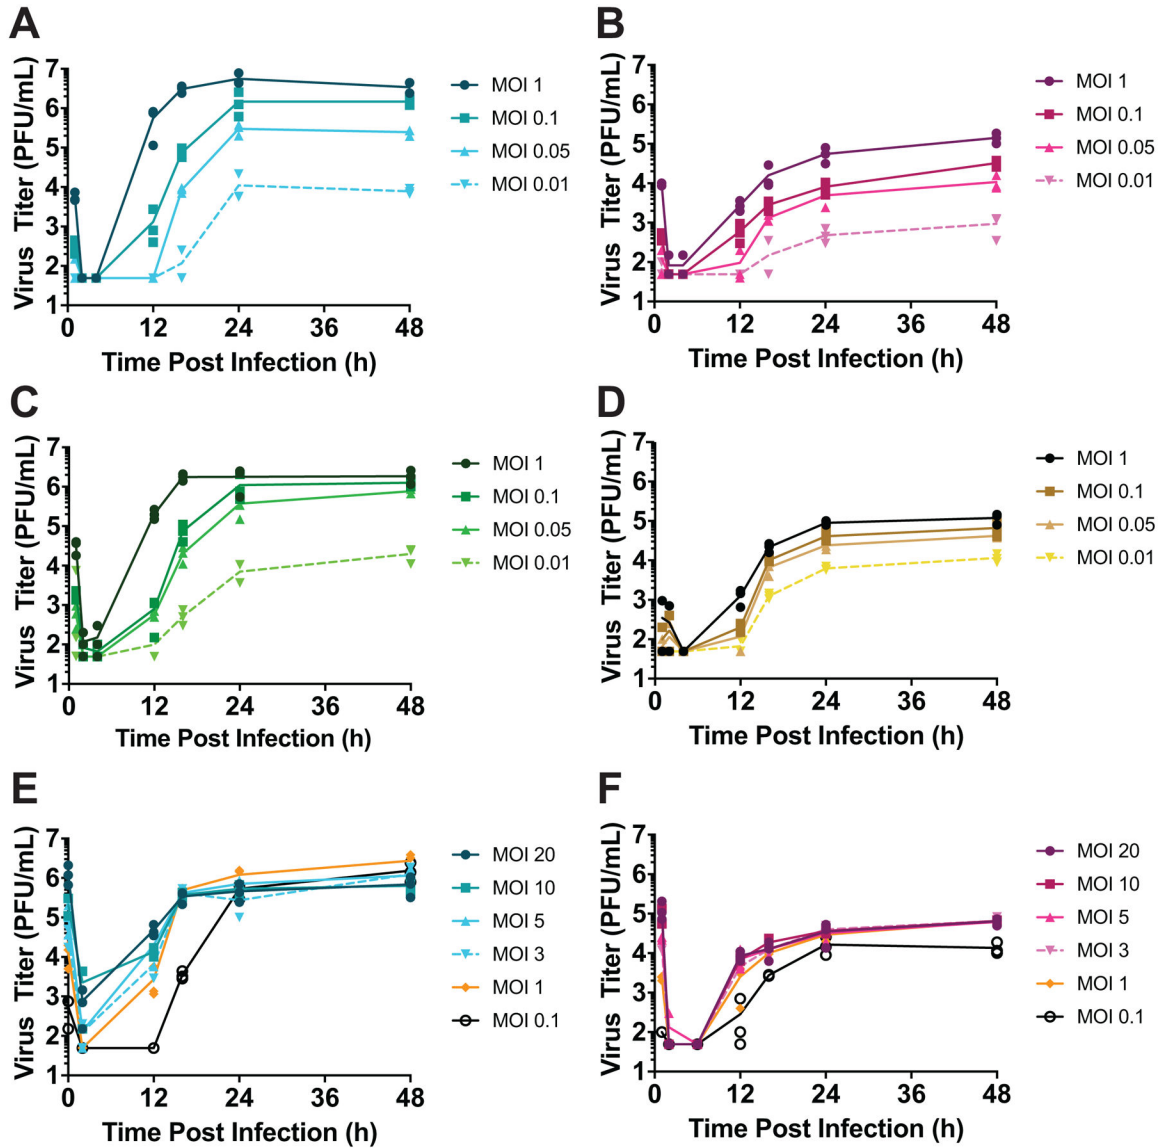 A
Virus Titer (PFU/mL)
7
6
5
4
3
2
1
0
12
24
36
48
Time Post Infection (h)
MOI 1
MOI 0.1
MOI 0.05
MOI 0.01
B
Virus Titer (PFU/mL)
7
6
5
4
3
2
1
0
12
24
36
48
Time Post Infection (h)
MOI 1
MOI 0.1
MOI 0.05
MOI 0.01
C
Virus Titer (PFU/mL)
7
6
5
4
3
2
1
0
12
24
36
48
Time Post Infection (h)
MOI 1
MOI 0.1
MOI 0.05
MOI 0.01
D
Virus Titer (PFU/mL)
7
6
5
4
3
2
1
0
12
24
36
48
Time Post Infection (h)
MOI 1
MOI 0.1
MOI 0.05
MOI 0.01
E
Virus Titer (PFU/mL)
7
6
5
4
3
2
1
0
12
24
36
48
Time Post Infection (h)
MOI 20
MOI 10
MOI 5
MOI 3
MOI 1
MOI 0.1
F
Virus Titer (PFU/mL)
7
6
5
4
3
2
1
0
12
24
36
48
Time Post Infection (h)
MOI 20
MOI 10
MOI 5
MOI 3
MOI 1
MOI 0.1